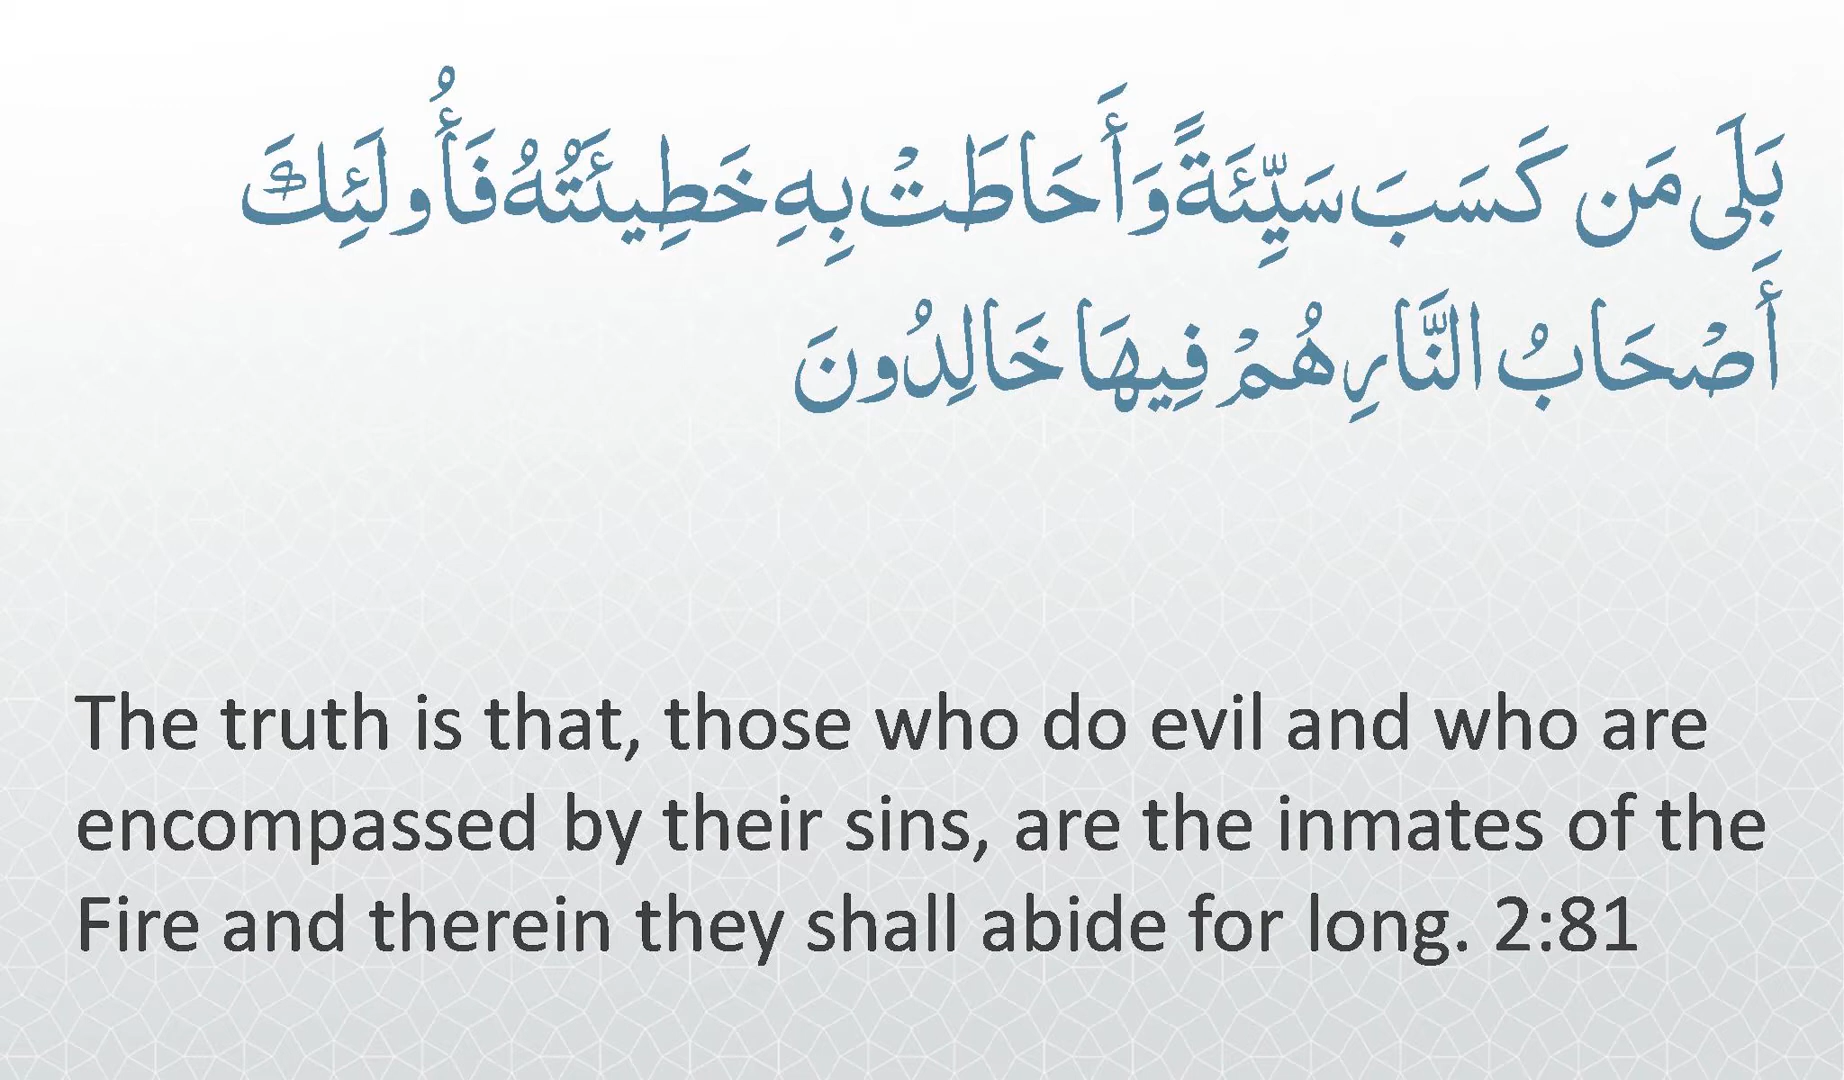 بَلَى مَن كَسَبَ سَيِّئَةً وَأَحَاطَتْ بِهِ خَطِيئَتُهُ فَأُولَئِكَ
أَصْحَابُ النَّارِ هُمْ فِيهَا خَالِدُونَ
The truth is that, those who do evil and who are
encompassed by their sins, are the inmates of the
Fire and therein they shall abide for long. 2:81